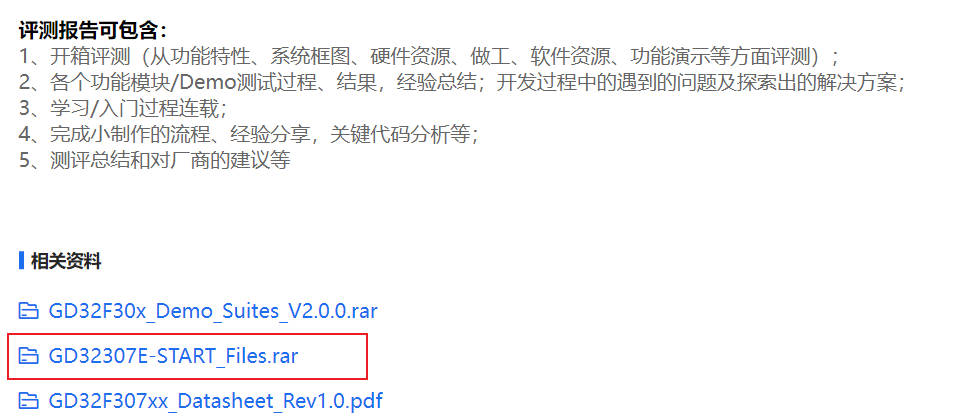 评测报告可包含：
1、开箱评测（从功能特性、系统框图、硬件资源、做工、软件资源、功能演示等方面评测）；
2、各个功能模块/Demo测试过程、结果，经验总结；开发过程中的遇到的问题及探索出的解决方案；
3、学习/入门过程连载；
4、完成小制作的流程、经验分享，关键代码分析等；
5、测评总结和对厂商的建议等
相关资料
GD32F30x_Demo_Suites_V2.0.0.rar
GD32307E-START_Files.rar
GD32F307xx_Datasheet_Rev1.0.pdf